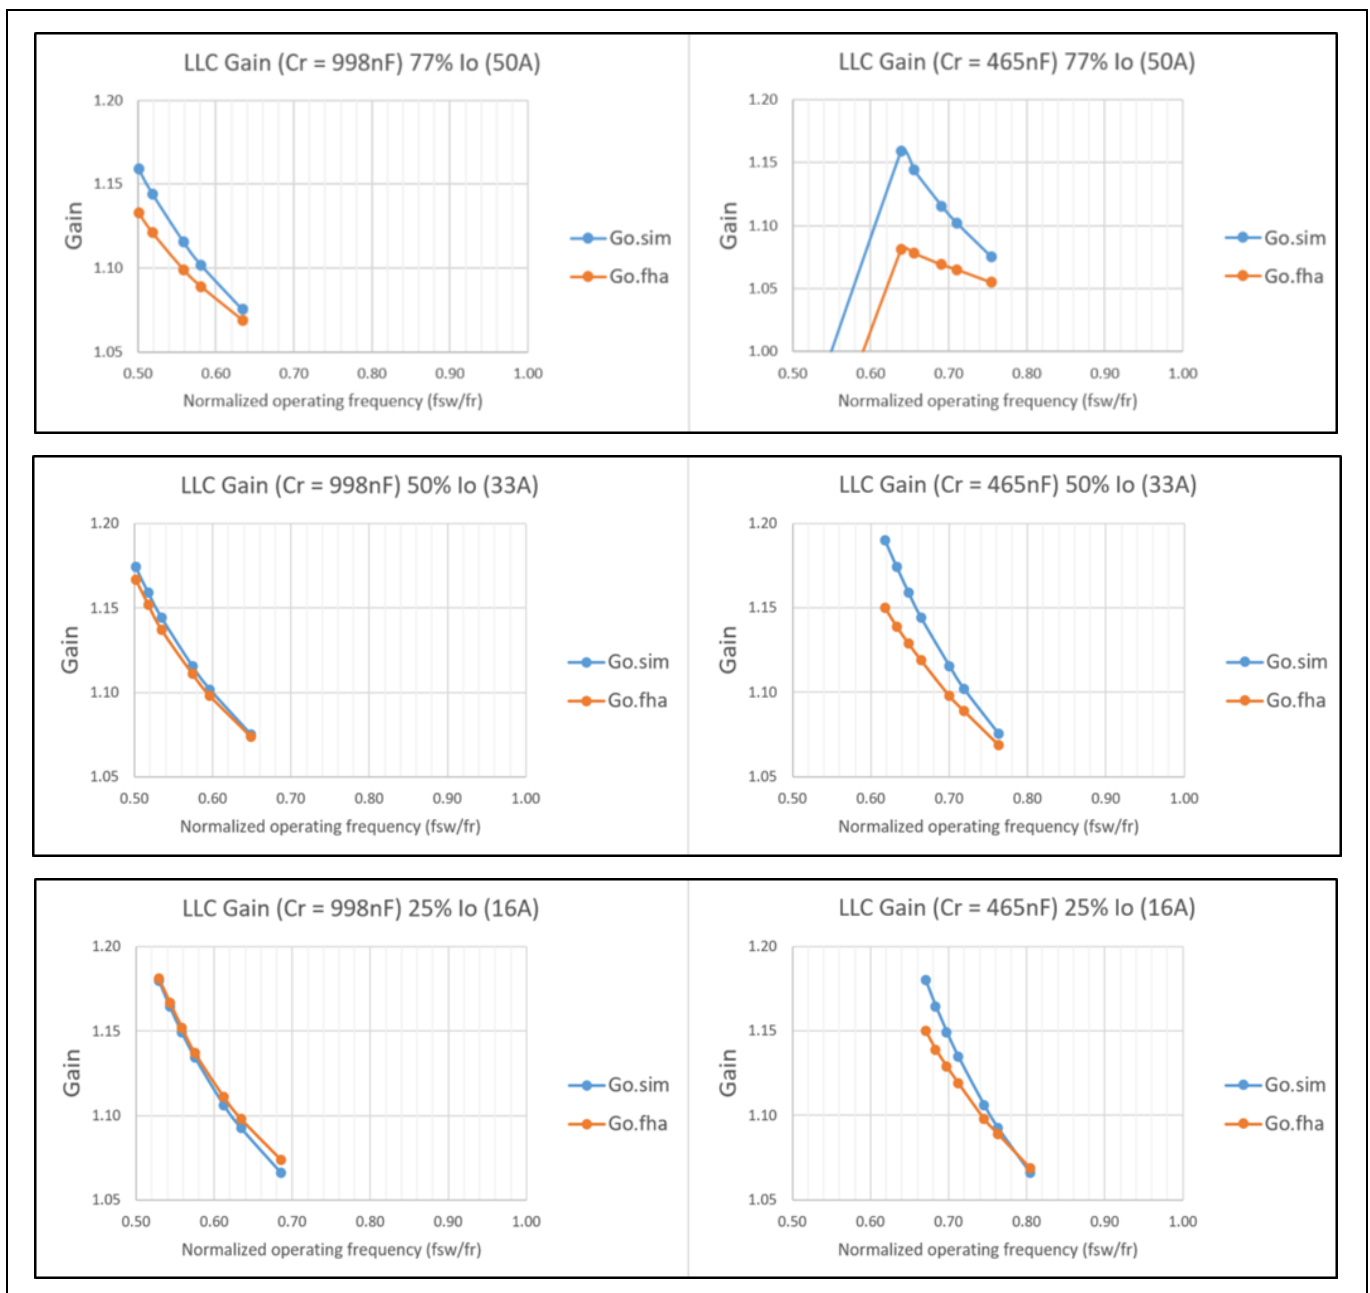 LLC Gain (Cr = 998nF) 77% Io (50A)
1.20
1.15
1.10
1.05
Gain
0.50 0.60 0.70 0.80 0.90 1.00
Normalized operating frequency (fsw/fr)
Go.sim
Go.fha
LLC Gain (Cr = 465nF) 77% Io (50A)
1.20
1.15
1.10
1.05
1.00
Gain
0.50 0.60 0.70 0.80 0.90 1.00
Normalized operating frequency (fsw/fr)
Go.sim
Go.fha
LLC Gain (Cr = 998nF) 50% Io (33A)
1.20
1.15
1.10
1.05
Gain
0.50 0.60 0.70 0.80 0.90 1.00
Normalized operating frequency (fsw/fr)
Go.sim
Go.fha
LLC Gain (Cr = 465nF) 50% Io (33A)
1.20
1.15
1.10
1.05
Gain
0.50 0.60 0.70 0.80 0.90 1.00
Normalized operating frequency (fsw/fr)
Go.sim
Go.fha
LLC Gain (Cr = 998nF) 25% Io (16A)
1.20
1.15
1.10
1.05
Gain
0.50 0.60 0.70 0.80 0.90 1.00
Normalized operating frequency (fsw/fr)
Go.sim
Go.fha
LLC Gain (Cr = 465nF) 25% Io (16A)
1.20
1.15
1.10
1.05
Gain
0.50 0.60 0.70 0.80 0.90 1.00
Normalized operating frequency (fsw/fr)
Go.sim
Go.fha